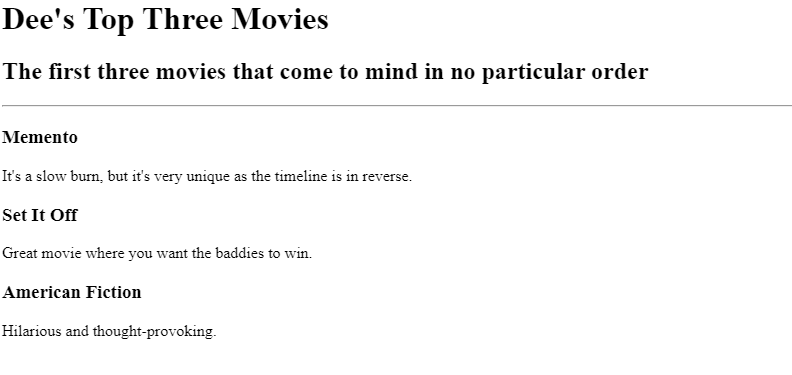 Dee's Top Three Movies
The first three movies that come to mind in no particular order
Memento
It's a slow burn, but it's very unique as the timeline is in reverse.
Set It Off
Great movie where you want the baddies to win.
American Fiction
Hilarious and thought-provoking.